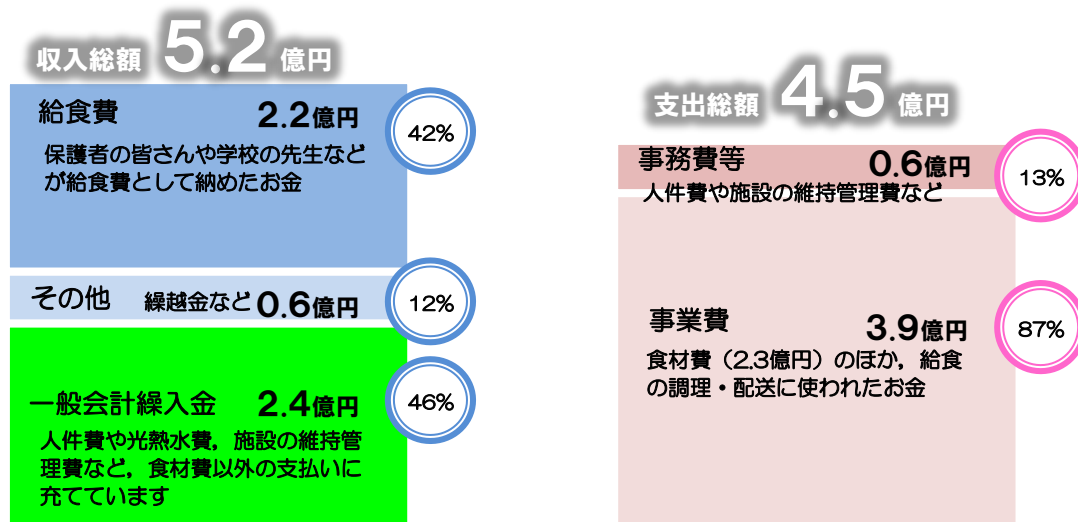 収入総額 5.2 億円
給食費 2.2億円
42%
保護者の皆さんや学校の先生など
が給食費として納めたお金
その他 繰越金など 0.6億円
12%
一般会計繰入金 2.4億円
46%
人件費や光熱水費，施設の維持管
理費など，食材費以外の支払いに
充てています
支出総額 4.5 億円
事務費等 0.6億円
13%
人件費や施設の維持管理費など
事業費 3.9億円
87%
食材費（2.3億円）のほか，給食
の調理・配送に使われたお金